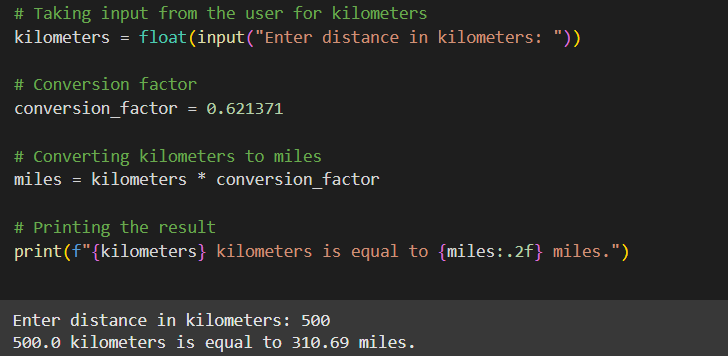 # Taking input from the user for kilometers
kilometers = float(input("Enter distance in kilometers: "))
# Conversion factor
conversion_factor = 0.621371
# Converting kilometers to miles
miles = kilometers * conversion_factor
# Printing the result
print(f"{kilometers} kilometers is equal to {miles:.2f} miles.")
Enter distance in kilometers: 500
500.0 kilometers is equal to 310.69 miles.